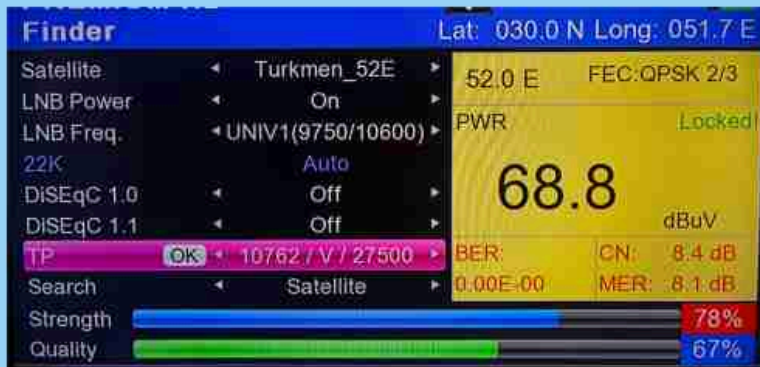 Finder
Lat: 030.0 N Long: 051.7 E
Satellite Turkmen_52E
LNB Power On
LNB Freq. UNIV1(9750/10600)
22K Auto
DiSEqC 1.0 Off
DiSEqC 1.1 Off
TP OK 10762 / V / 27500
Search Satellite
Strength 78%
Quality 67%
52.0 E FEC:QPSK 2/3
PWR Locked
68.8
dBuV
BER: CN: 8.4 dB
0.00E-00 MER: 8.1 dB